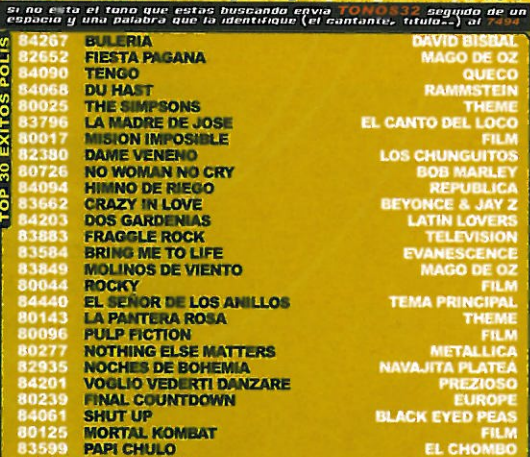 si no esta el tono que estas buscando envia TONOS32 seguido de un
espacio y una palabra que la identifique (el cantante, titulo..) al 7494
TOP 30 EXITOS POLIS
84267 BULERIA DAVID BISBAL
82652 FIESTA PAGANA MAGO DE OZ
84090 TENGO QUECO
84068 DU HAST RAMMSTEIN
80025 THE SIMPSONS THEME
83796 LA MADRE DE JOSE EL CANTO DEL LOCO
80017 MISION IMPOSIBLE FILM
82380 DAME VENENO LOS CHUNGUITOS
80726 NO WOMAN NO CRY BOB MARLEY
84094 HIMNO DE RIEGO REPUBLICA
83662 CRAZY IN LOVE BEYONCE & JAY Z
84203 DOS GARDENIAS LATIN LOVERS
83883 FRAGGLE ROCK TELEVISION
83584 BRING ME TO LIFE EVANESCENCE
83849 MOLINOS DE VIENTO MAGO DE OZ
80044 ROCKY FILM
84440 EL SEÑOR DE LOS ANILLOS TEMA PRINCIPAL
80143 LA PANTERA ROSA THEME
80096 PULP FICTION FILM
80277 NOTHING ELSE MATTERS METALLICA
82935 NOCHES DE BOHEMIA NAVAJITA PLATEA
84201 VOGLIO VEDERTI DANZARE PREZIOSO
80239 FINAL COUNTDOWN EUROPE
84061 SHUT UP BLACK EYED PEAS
80125 MORTAL KOMBAT FILM
83599 PAPI CHULO EL CHOMBO